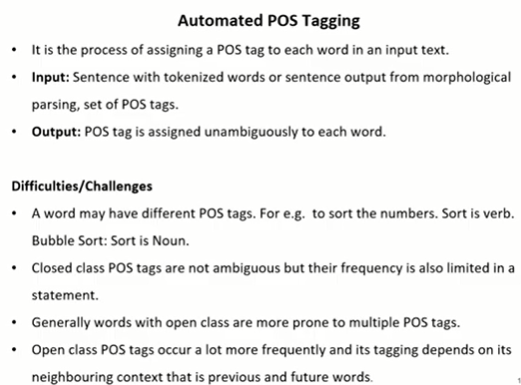 Automated POS Tagging
• It is the process of assigning a POS tag to each word in an input text.
• Input: Sentence with tokenized words or sentence output from morphological
parsing, set of POS tags.
• Output: POS tag is assigned unambiguously to each word.
Difficulties/Challenges
• A word may have different POS tags. For e.g. to sort the numbers. Sort is verb.
Bubble Sort: Sort is Noun.
• Closed class POS tags are not ambiguous but their frequency is also limited in a
statement.
• Generally words with open class are more prone to multiple POS tags.
• Open class POS tags occur a lot more frequently and its tagging depends on its
neighbouring context that is previous and future words.
1